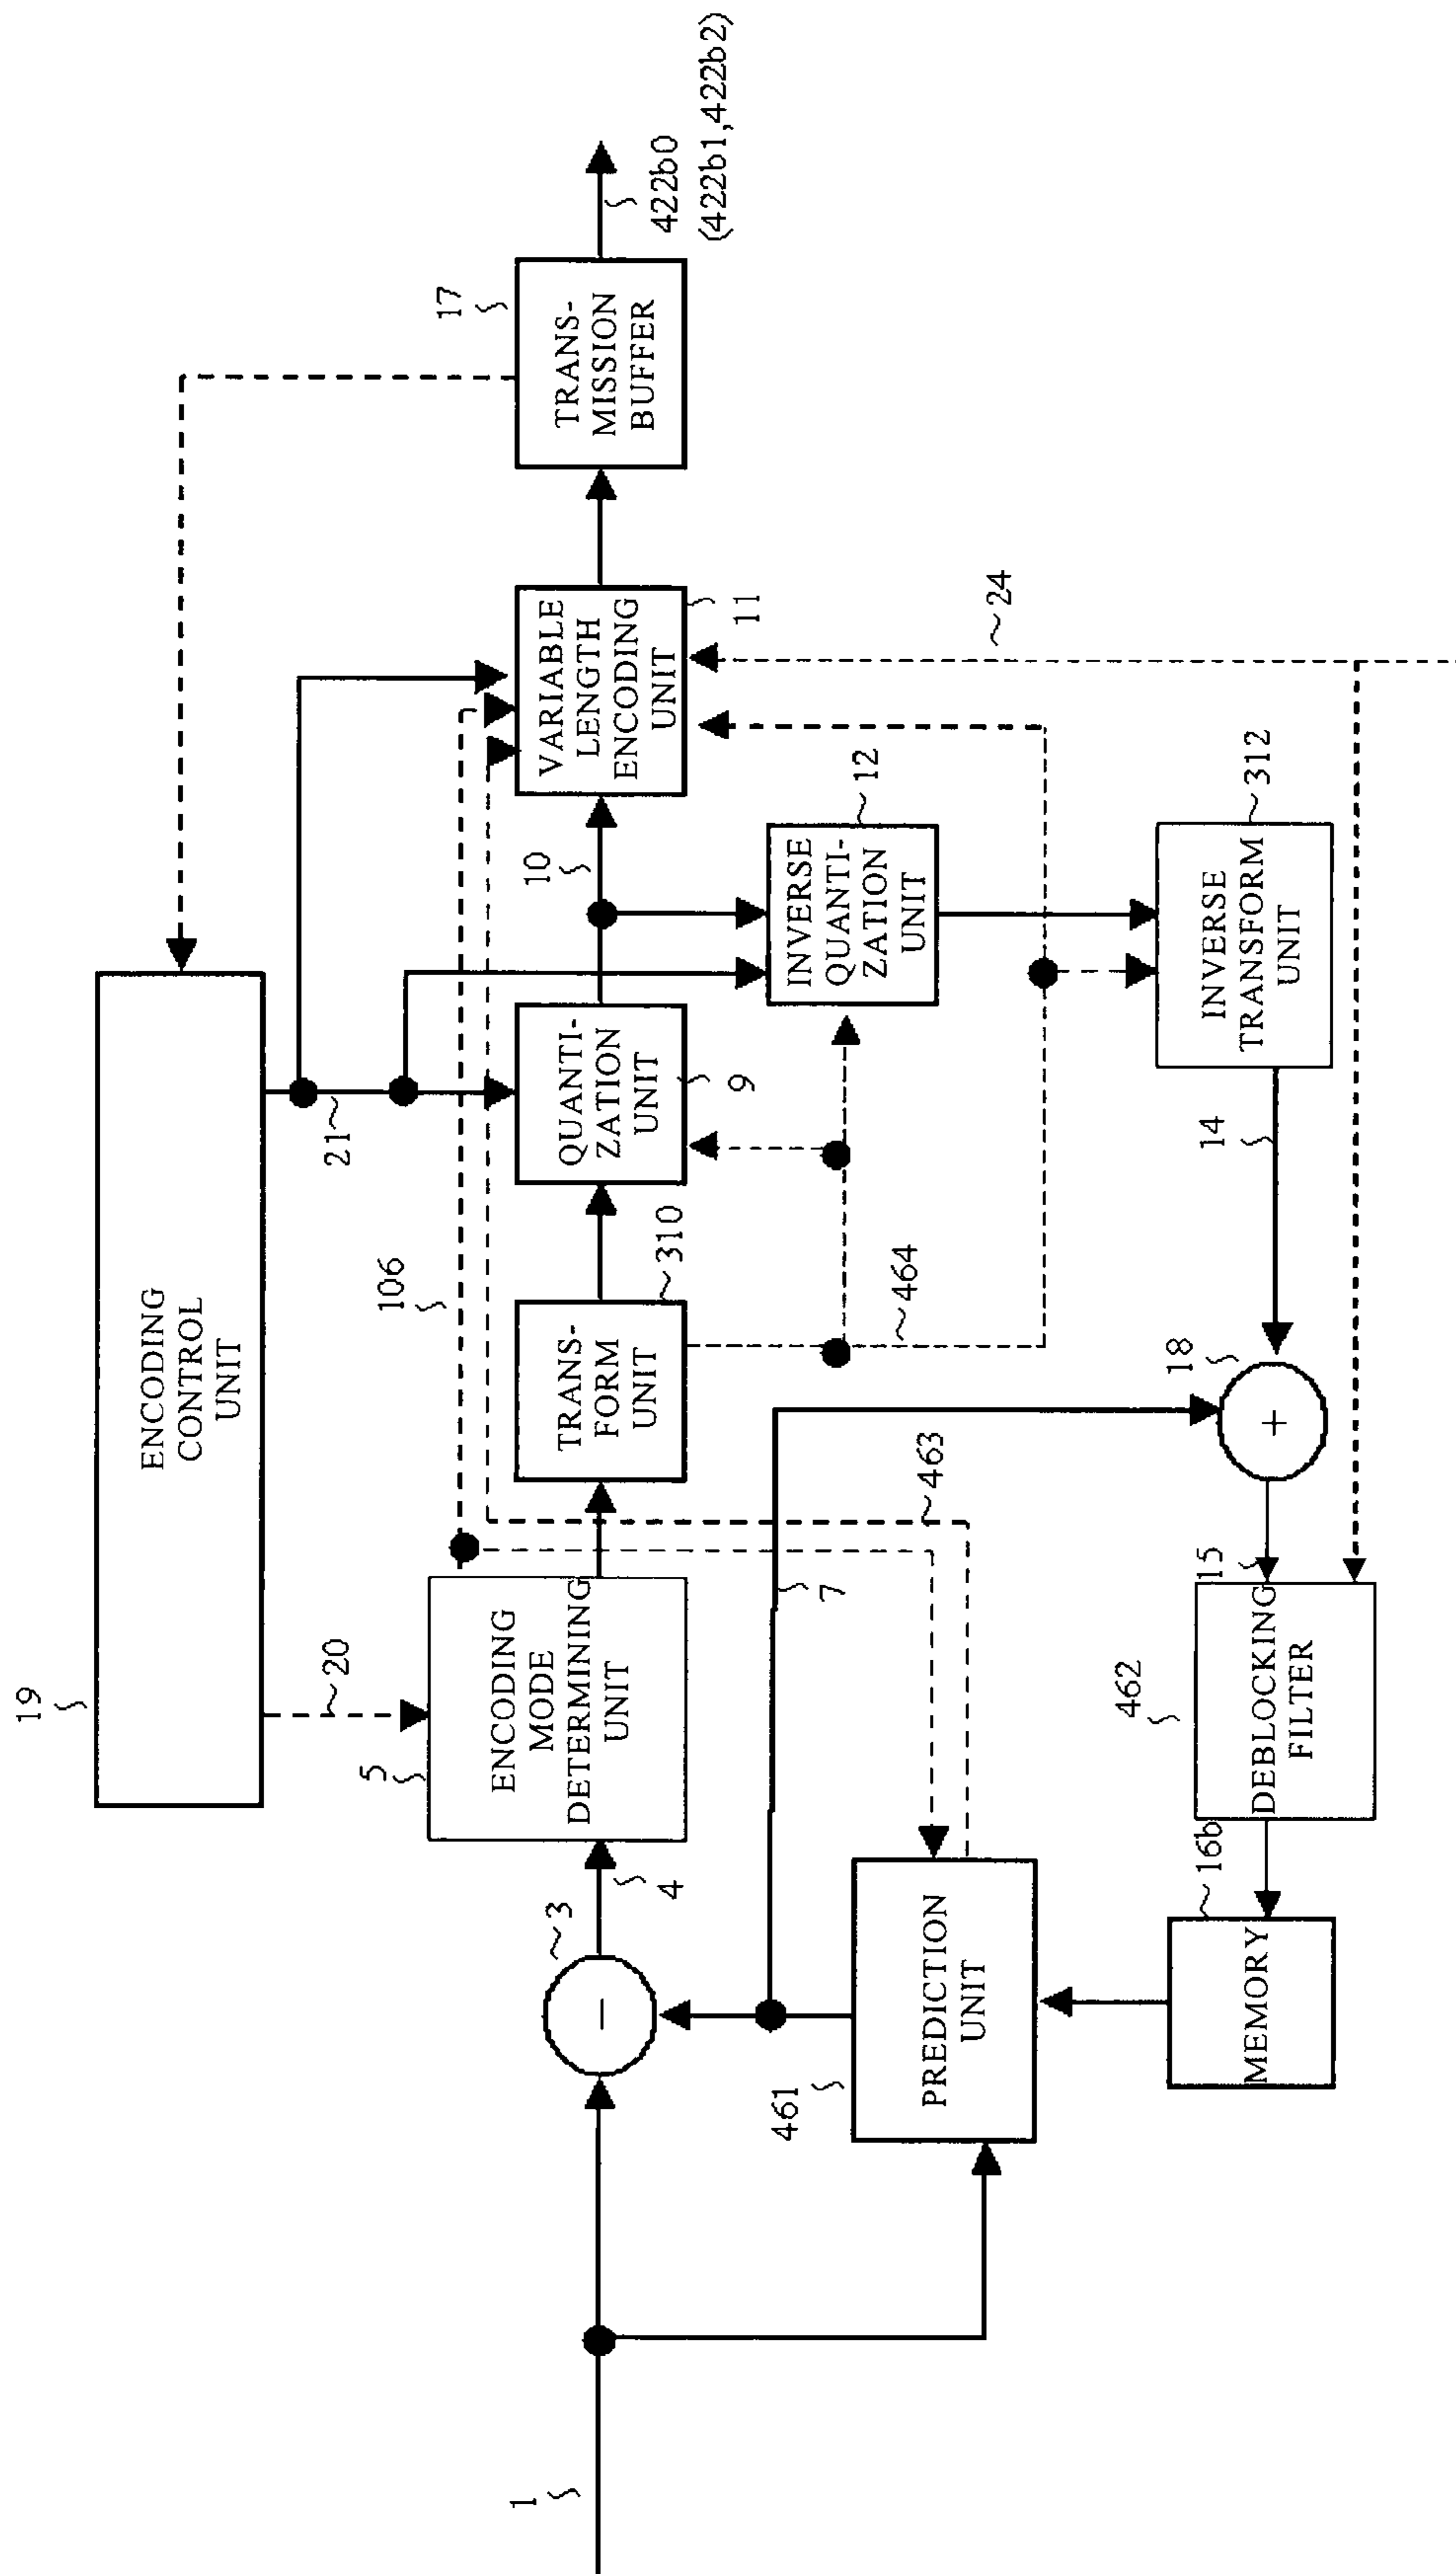 19
ENCODING
CONTROL
UNIT
20
21
106
5
ENCODING
MODE
DETERMINING
UNIT
TRANS-
FORM
UNIT
310
QUANTI-
ZATION
UNIT
9
10
VARIABLE
LENGTH
ENCODING
UNIT
11
17
TRANS-
MISSION
BUFFER
422b0
(422b1,422b2)
1
3
−
4
461
PREDICTION
UNIT
7
463
464
INVERSE
QUANTI-
ZATION
UNIT
12
24
MEMORY
16b
462
DEBLOCKING
FILTER
15
18
+
14
INVERSE
TRANSFORM
UNIT
312